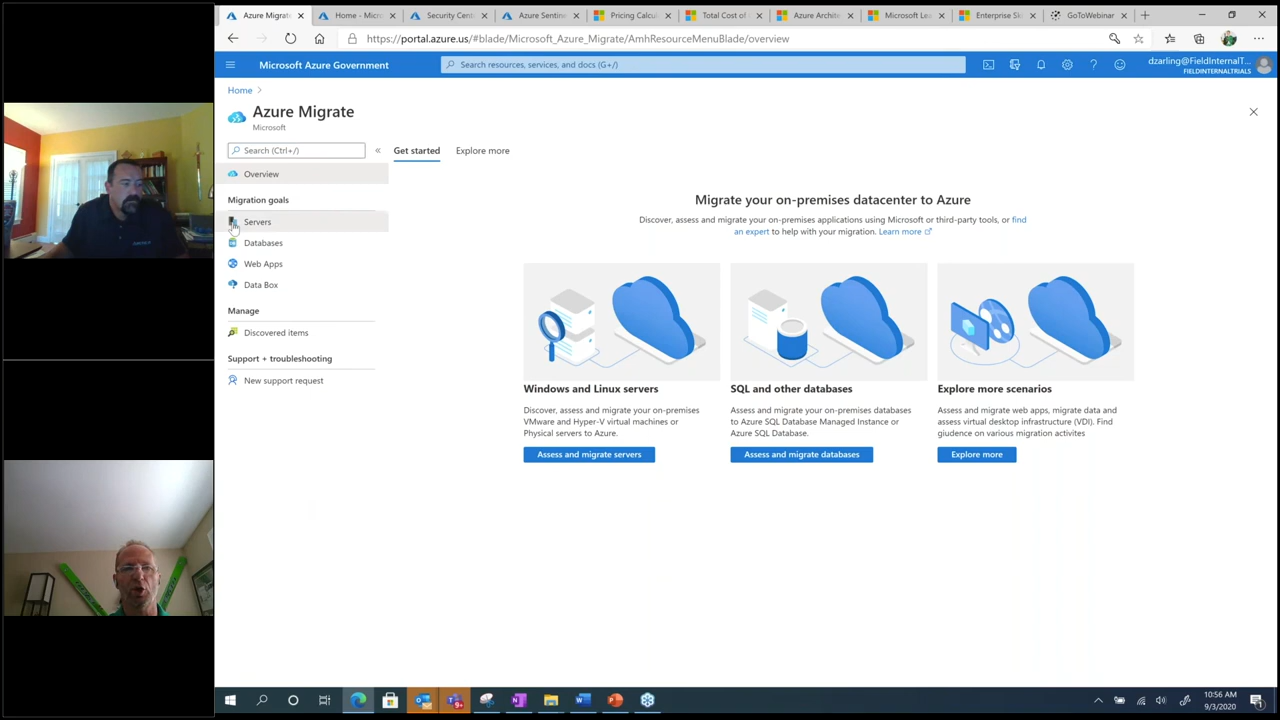 Azure Migrate
Home - Micro
Security Cent
Azure Sentine
Pricing Calcu
Total Cost of
Azure Archite
Microsoft Lea
Enterprise Sk
GoToWebinar
https://portal.azure.us/#blade/Microsoft_Azure_Migrate/AmhResourceMenuBlade/overview
Microsoft Azure Government
Search resources, services, and docs (G+/)
dzarling@FieldInternalT...
FIELDINTERNALTRIALS
Home >
Azure Migrate
Microsoft
Search (Ctrl+/)
«
Overview
Migration goals
Servers
Databases
Web Apps
Data Box
Manage
Discovered items
Support + troubleshooting
New support request
Get started
Explore more
Migrate your on-premises datacenter to Azure
Discover, assess and migrate your on-premises applications using Microsoft or third-party tools, or find
an expert to help with your migration. Learn more
Windows and Linux servers
Discover, assess and migrate your on-premises
VMware and Hyper-V virtual machines or
Physical servers to Azure.
Assess and migrate servers
SQL and other databases
Assess and migrate your on-premises databases
to Azure SQL Database Managed Instance or
Azure SQL Database.
Assess and migrate databases
Explore more scenarios
Assess and migrate web apps, migrate data and
assess virtual desktop infrastructure (VDI). Find
giudence on various migration activites
Explore more
10:56 AM
9/3/2020